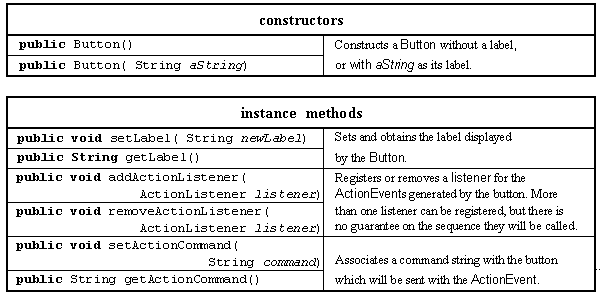 constructors
public Button()
public Button( String aString)
Constructs a Button without a label,
or with aString as its label.
instance methods
public void setLabel( String newLabel)
public String getLabel()
Sets and obtains the label displayed
by the Button.
public void addActionListener(
ActionListener listener)
public void removeActionListener(
ActionListener listener)
Registers or removes a listener for the
ActionEvents generated by the button. More
than one listener can be registered, but there is
no guarantee on the sequence they will be called.
public void setActionCommand(
String command)
public String getActionCommand()
Associates a command string with the button
which will be sent with the ActionEvent.